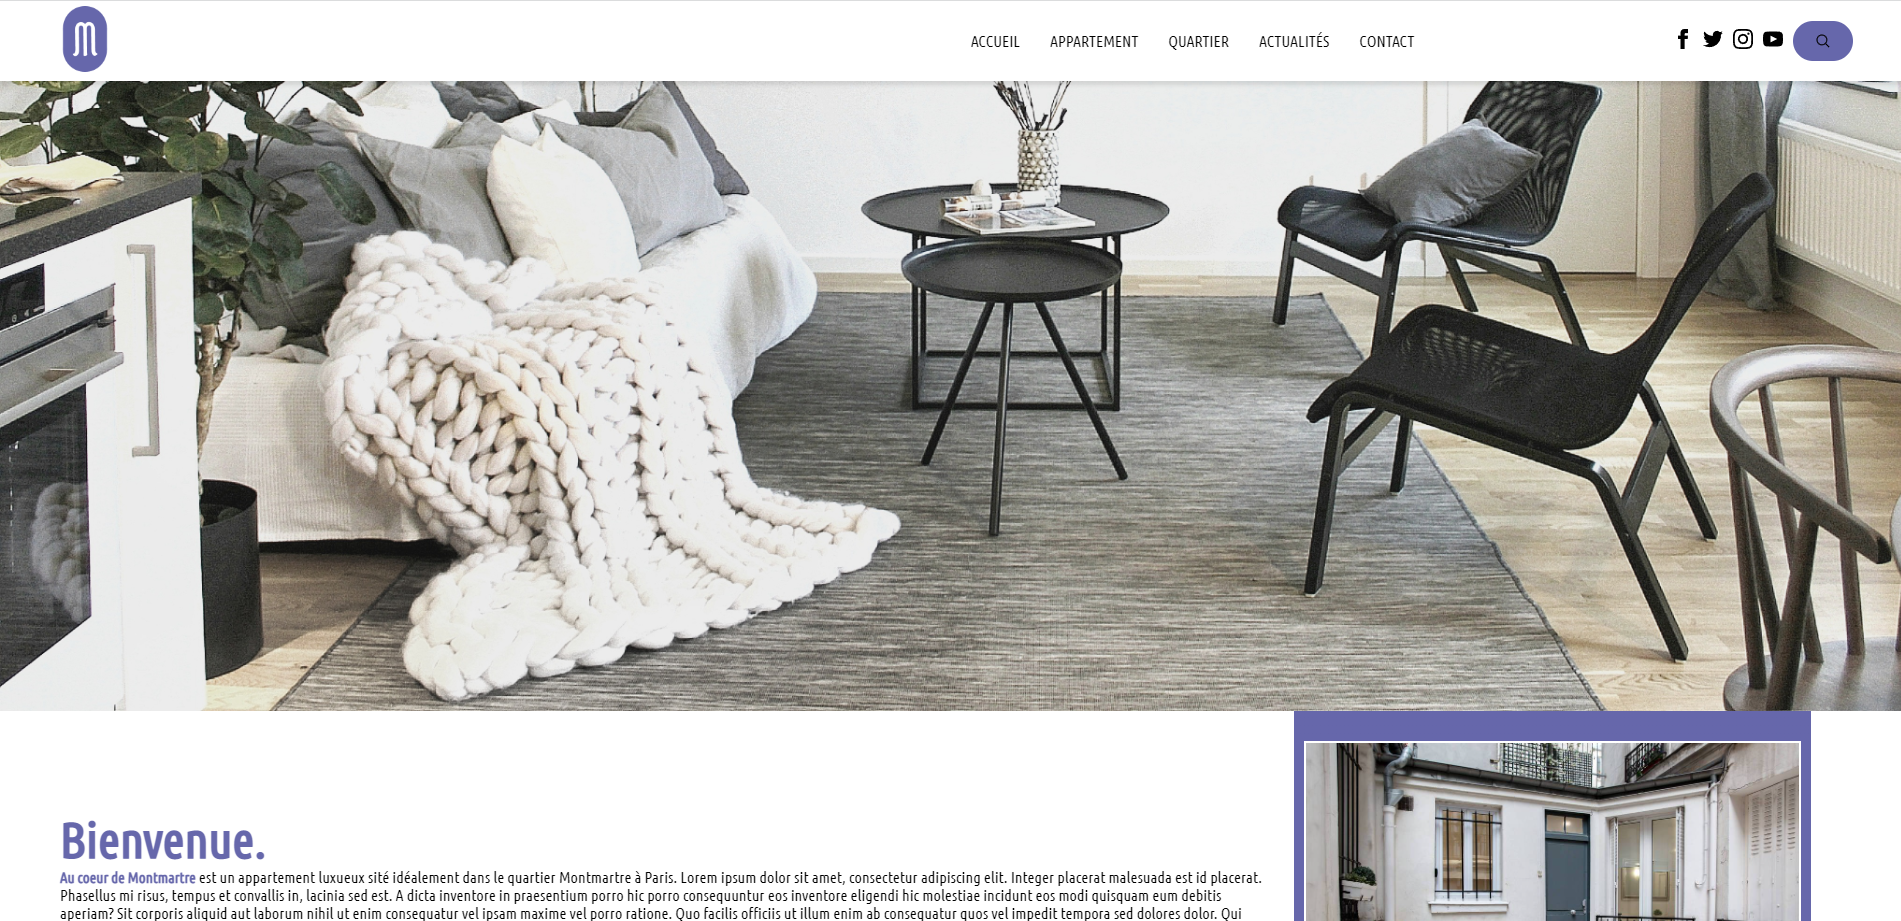 m
ACCUEIL APPARTEMENT QUARTIER ACTUALITÉS CONTACT
Bienvenue.
Au coeur de Montmartre est un appartement luxueux sité idéalement dans le quartier Montmartre à Paris. Lorem ipsum dolor sit amet, consectetur adipiscing elit. Integer placerat malesuada est id placerat.
Phasellus mi risus, tempus et convallis in, lacinia sed est. A dicta inventore in praesentium porro hic porro consequuntur eos inventore eligendi hic molestiae incidunt eos modi quisquam eum debitis
aperiam? Sit corporis aliquid aut laborum nihil ut enim consequatur vel ipsam maxime vel porro ratione. Quo facilis officiis ut illum enim ab consequatur quos vel impedit tempora sed dolores dolor. Qui